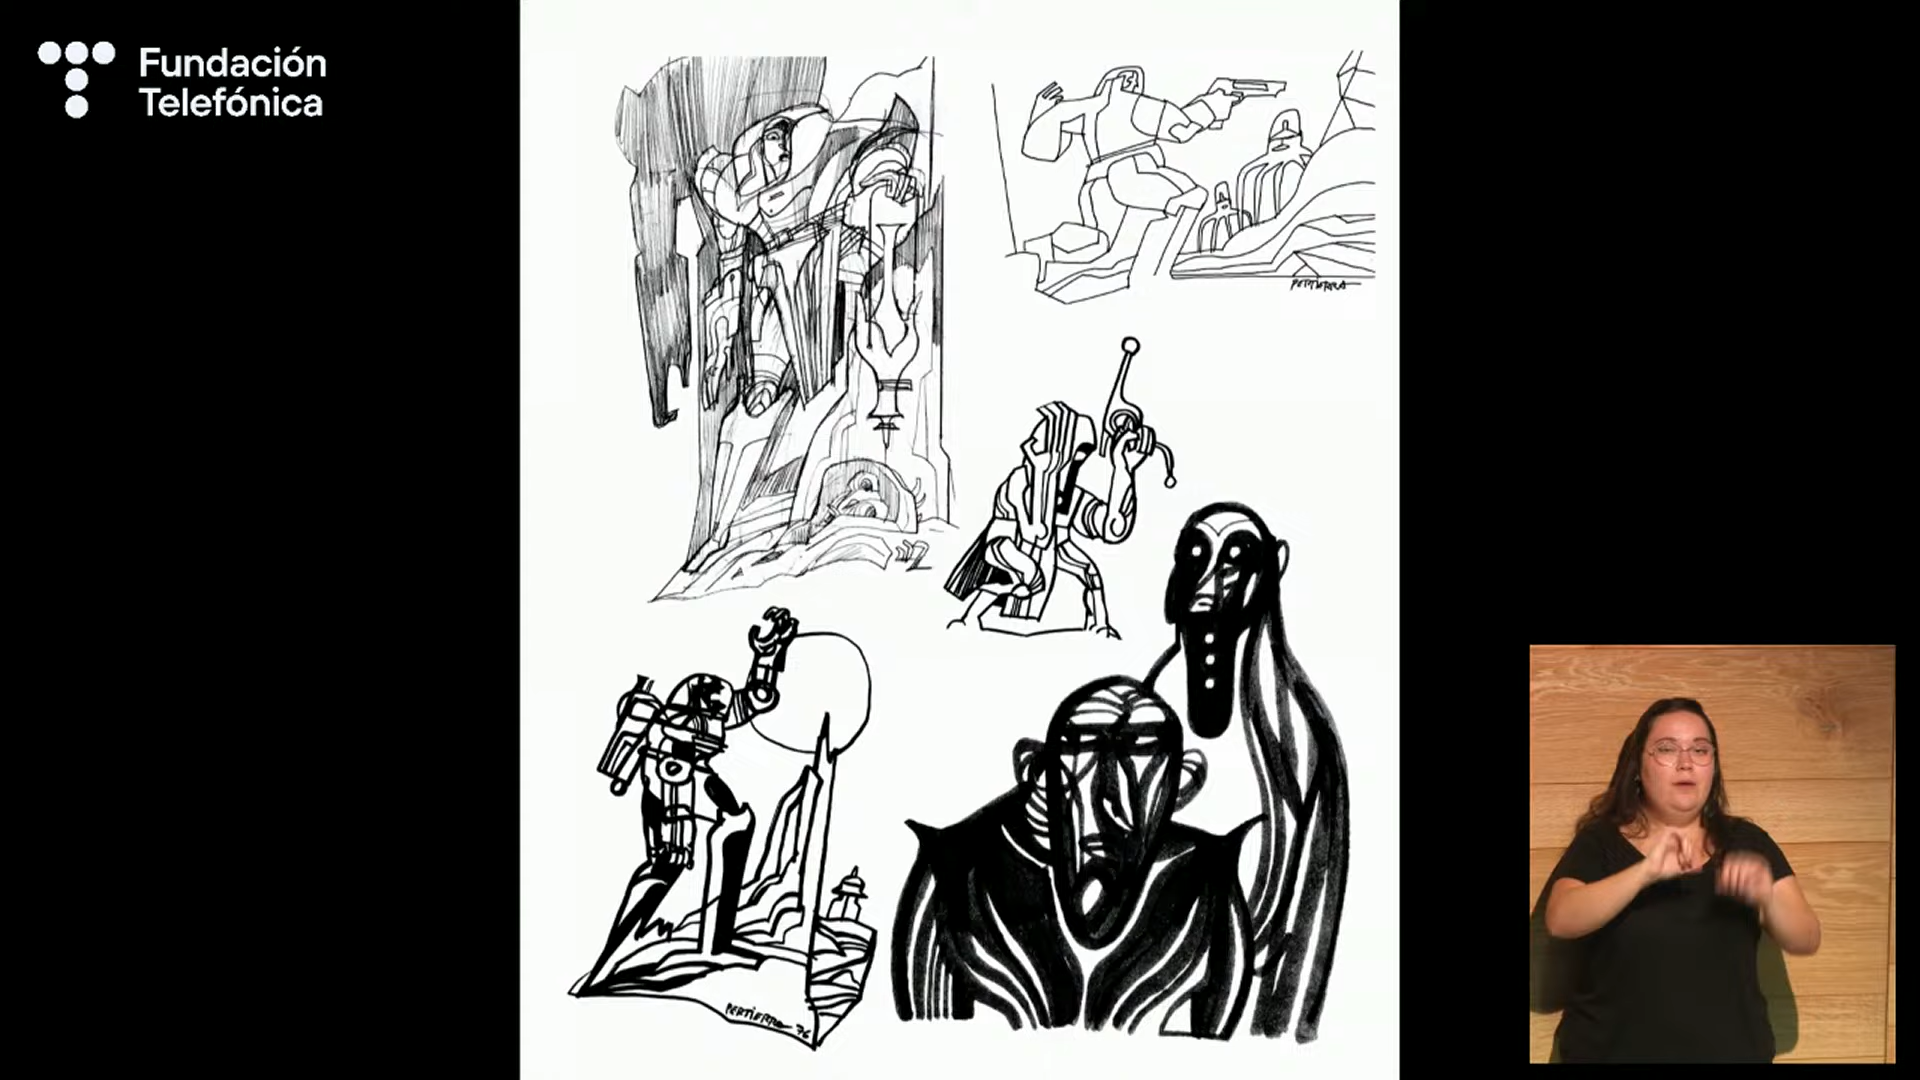 Fundación
Telefónica
PERTIERRA
PERTIERRA 76